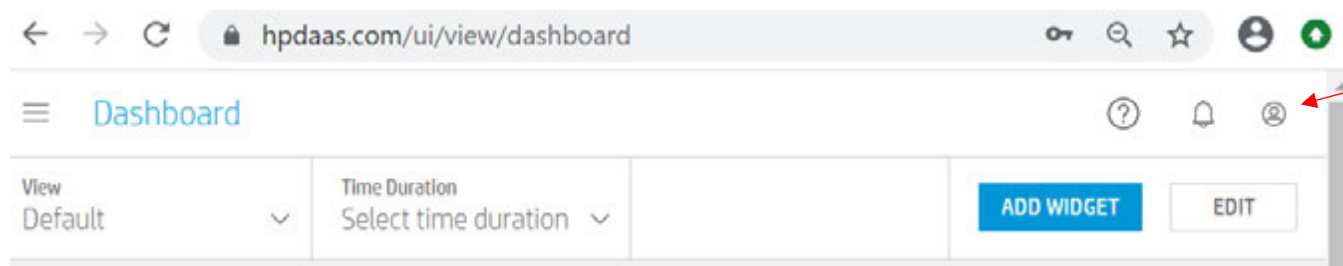 hpdaas.com/ui/view/dashboard
Dashboard
View
Default
Time Duration
Select time duration
ADD WIDGET
EDIT